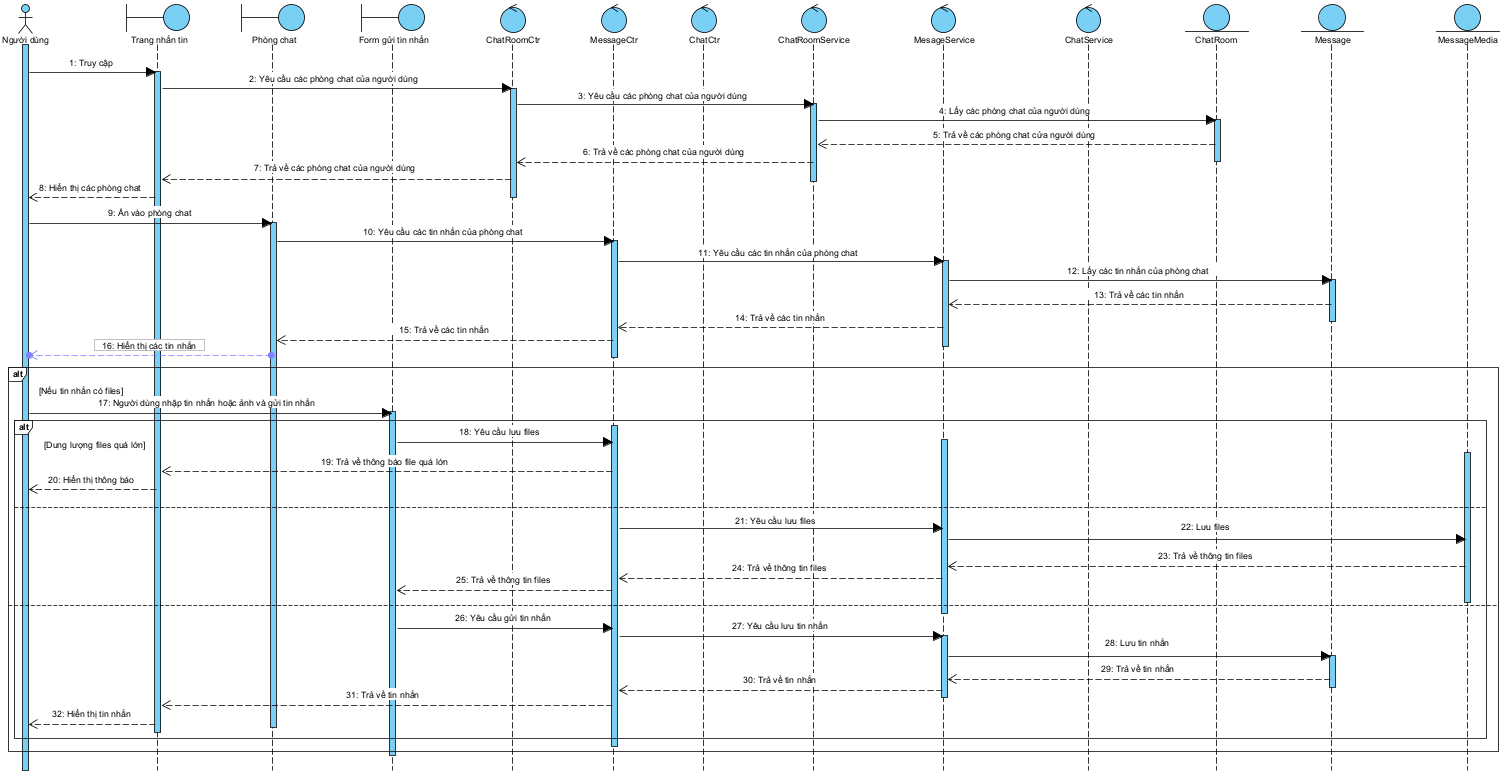 Người dùng
Trang nhắn tin
Phòng chat
Form gửi tin nhắn
ChatRoomCtr
MessageCtr
ChatCtr
ChatRoomService
MesageService
ChatService
ChatRoom
Message
MessageMedia
1: Truy cập
2: Yêu cầu các phòng chat của người dùng
3: Yêu cầu các phòng chat của người dùng
4: Lấy các phòng chat của người dùng
5: Trả về các phòng chat cửa người dùng
6: Trả về các phòng chat của người dùng
7: Trả về các phòng chat của người dùng
8: Hiển thị các phòng chat
9: Ấn vào phòng chat
10: Yêu cầu các tin nhắn của phòng chat
11: Yêu cầu các tin nhắn của phòng chat
12: Lấy các tin nhắn của phòng chat
13: Trả về các tin nhắn
14: Trả về các tin nhắn
15: Trả về các tin nhắn
16: Hiển thị các tin nhắn
alt
[Nếu tin nhắn có files]
17: Người dùng nhập tin nhắn hoặc ảnh và gửi tin nhắn
alt
[Dung lượng files quá lớn]
18: Yêu cầu lưu files
19: Trả về thông báo file quá lớn
20: Hiển thị thông báo
21: Yêu cầu lưu files
22: Lưu files
23: Trả về thông tin files
24: Trả về thông tin files
25: Trả về thông tin files
26: Yêu cầu gửi tin nhắn
27: Yêu cầu lưu tin nhắn
28: Lưu tin nhắn
29: Trả về tin nhắn
30: Trả về tin nhắn
31: Trả về tin nhắn
32: Hiển thị tin nhắn